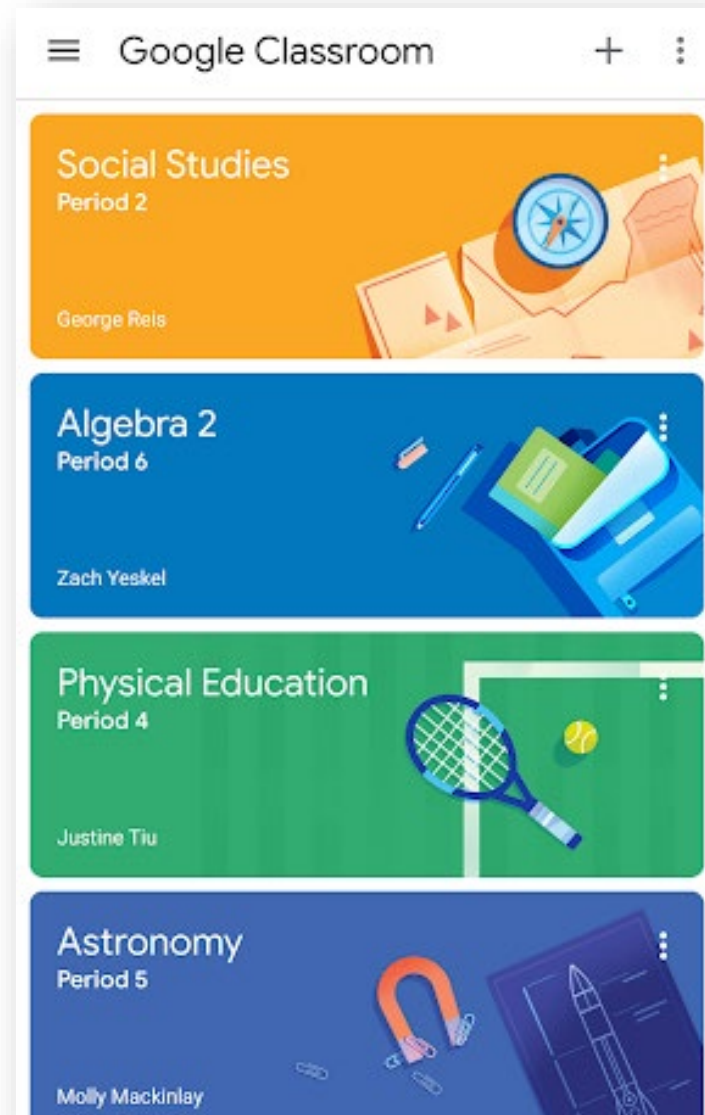 Google Classroom
Social Studies
Period 2
George Reis
Algebra 2
Period 6
Zach Yeskel
Physical Education
Period 4
Justine Tiu
Astronomy
Period 5
Molly Mackinlay